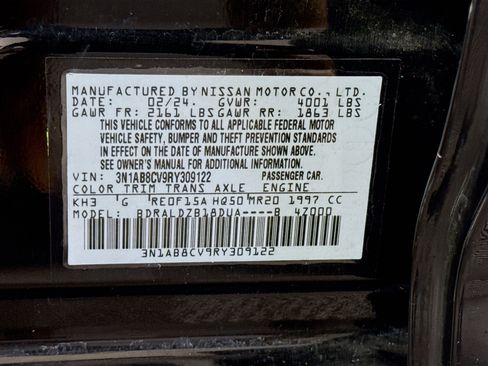 MANUFACTURED BY NISSAN MOTOR CO., LTD.
DATE: 02/24. GVWR: 4001 LBS
GAWR FR: 2161 LBS GAWR RR: 1863 LBS
THIS VEHICLE CONFORMS TO ALL APPLICABLE FEDERAL MOTOR
VEHICLE SAFETY, BUMPER AND THEFT PREVENTION STANDARDS
IN EFFECT ON THE DATE OF MANUFACTURE SHOWN ABOVE.
SEE OWNER'S MANUAL FOR ADDITIONAL INFORMATION.
VIN: 3N1AB8CV9RY309122 PASSENGER CAR.
COLOR TRIM TRANS AXLE ENGINE
KH3 G RE0F15A HQ50 MR20 1997 CC
MODEL: BDRALDZB18DUA----B 4Z000
3N1AB8CV9RY309122